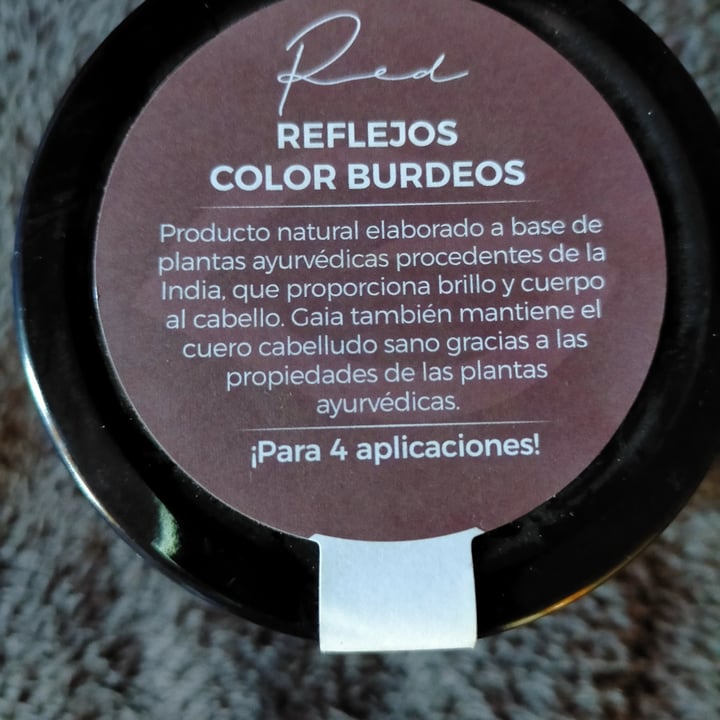 Red
REFLEJOS
COLOR BURDEOS
Producto natural elaborado a base de
plantas ayurvédicas procedentes de la
India, que proporciona brillo y cuerpo
al cabello. Gaia también mantiene el
cuero cabelludo sano gracias a las
propiedades de las plantas
ayurvédicas.
¡Para 4 aplicaciones!